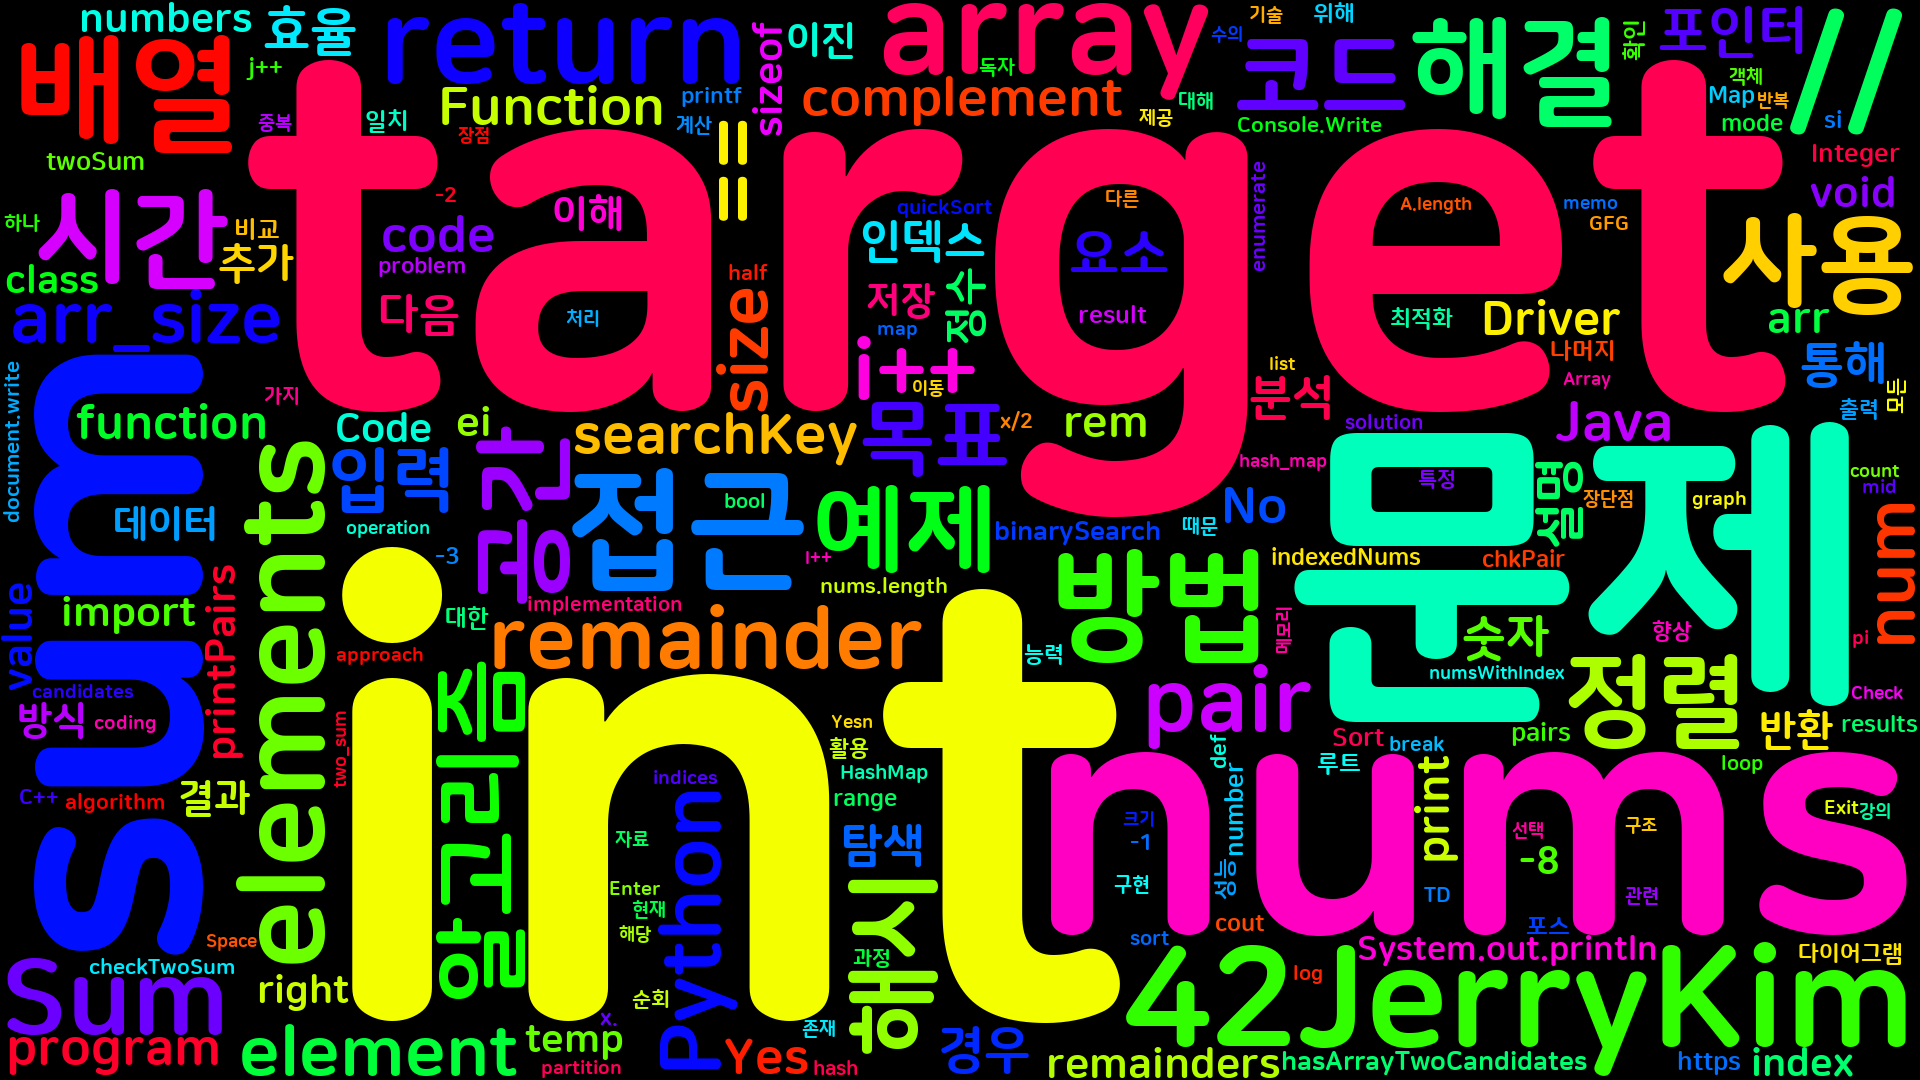 numbers
효율
return
array
기술
위해
수의
확인
포인터
//
배열
j++
sizeof
이진
독자
코드
해결
객체
Map
반복
중복
일치
Function
printf
complement
대해
계산
장점
제공
Console.Write
mode
si
twoSum
==
target
Integer
하나
시간
비교
추가
-2
이해
code
problem
quickSort
인덱스
다른
요소
enumerate
A.length
memo
GFG
void
사용
class
arr_size
다음
처리
half
size
저장
정수
map
result
최적화
Driver
나머지
arr
통해
document.write
sum
가지
i++
이동
list
분석
Array
모든
출력
function
Code
ei
searchKey
목표
x/2
rem
solution
Java
elements
입력
공간
접근
bool
예제
hash_map
No
문제
특정
설명
장단점
graph
count
mid
데이터
operation
-3
I++
binarySearch
때문
indexedNums
chkPair
num
value
import
printPairs
int
대한
implementation
nums.length
방법
메모리
숫자
향상
pi
candidates
방식
coding
approach
알고리즘
remainder
능력
pair
numsWithIndex
정렬
Check
two_sum
Yesn
활용
HashMap
range
def
number
Sort
break
루트
pairs
반환
results
loop
C++
algorithm
결과
indices
Python
탐색
nums
크기
-1
print
선택
-8
구조
Exit
강의
자료
Enter
현재
해당
해시
구현
성능
TD
관련
Space
checkTwoSum
과정
sort
cout
포스
System.out.println
다이어그램
Sum
right
순회
log
42JerryKim
program
element
temp
x.
partition
Yes
존재
hash
경우
remainders
hasArrayTwoCandidates
https
index